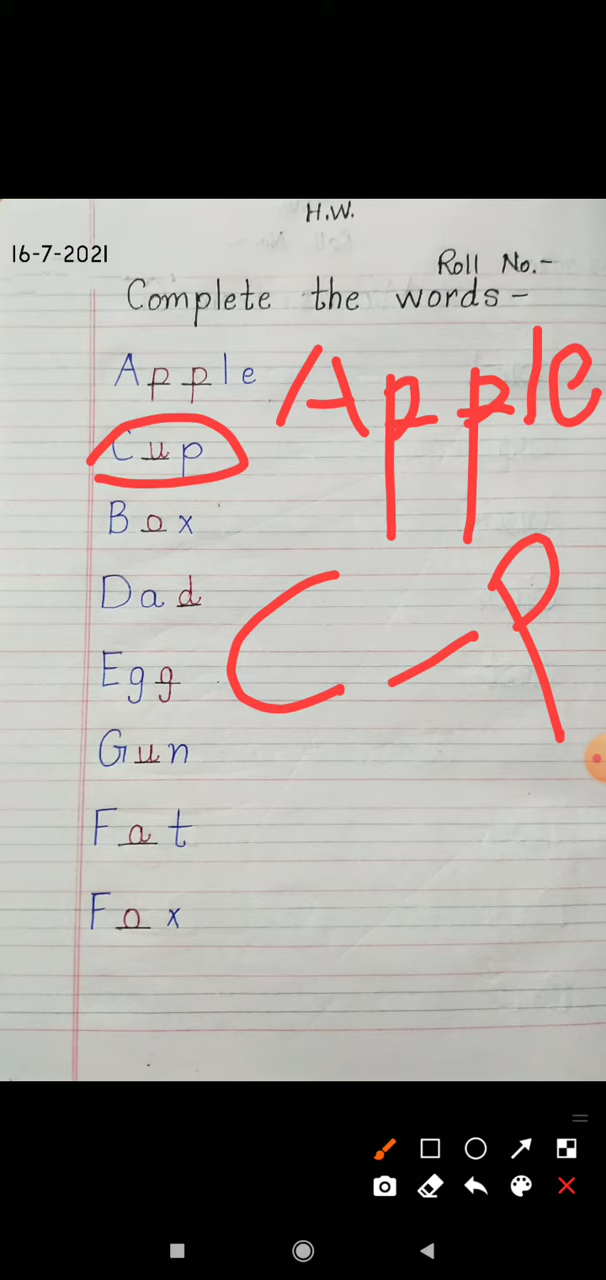 H.W.
16-7-2021
Roll No.-
Complete the words-
Apple Apple
Cup
Box
C-P
Dad
Egg
Gun
Fat
Fox